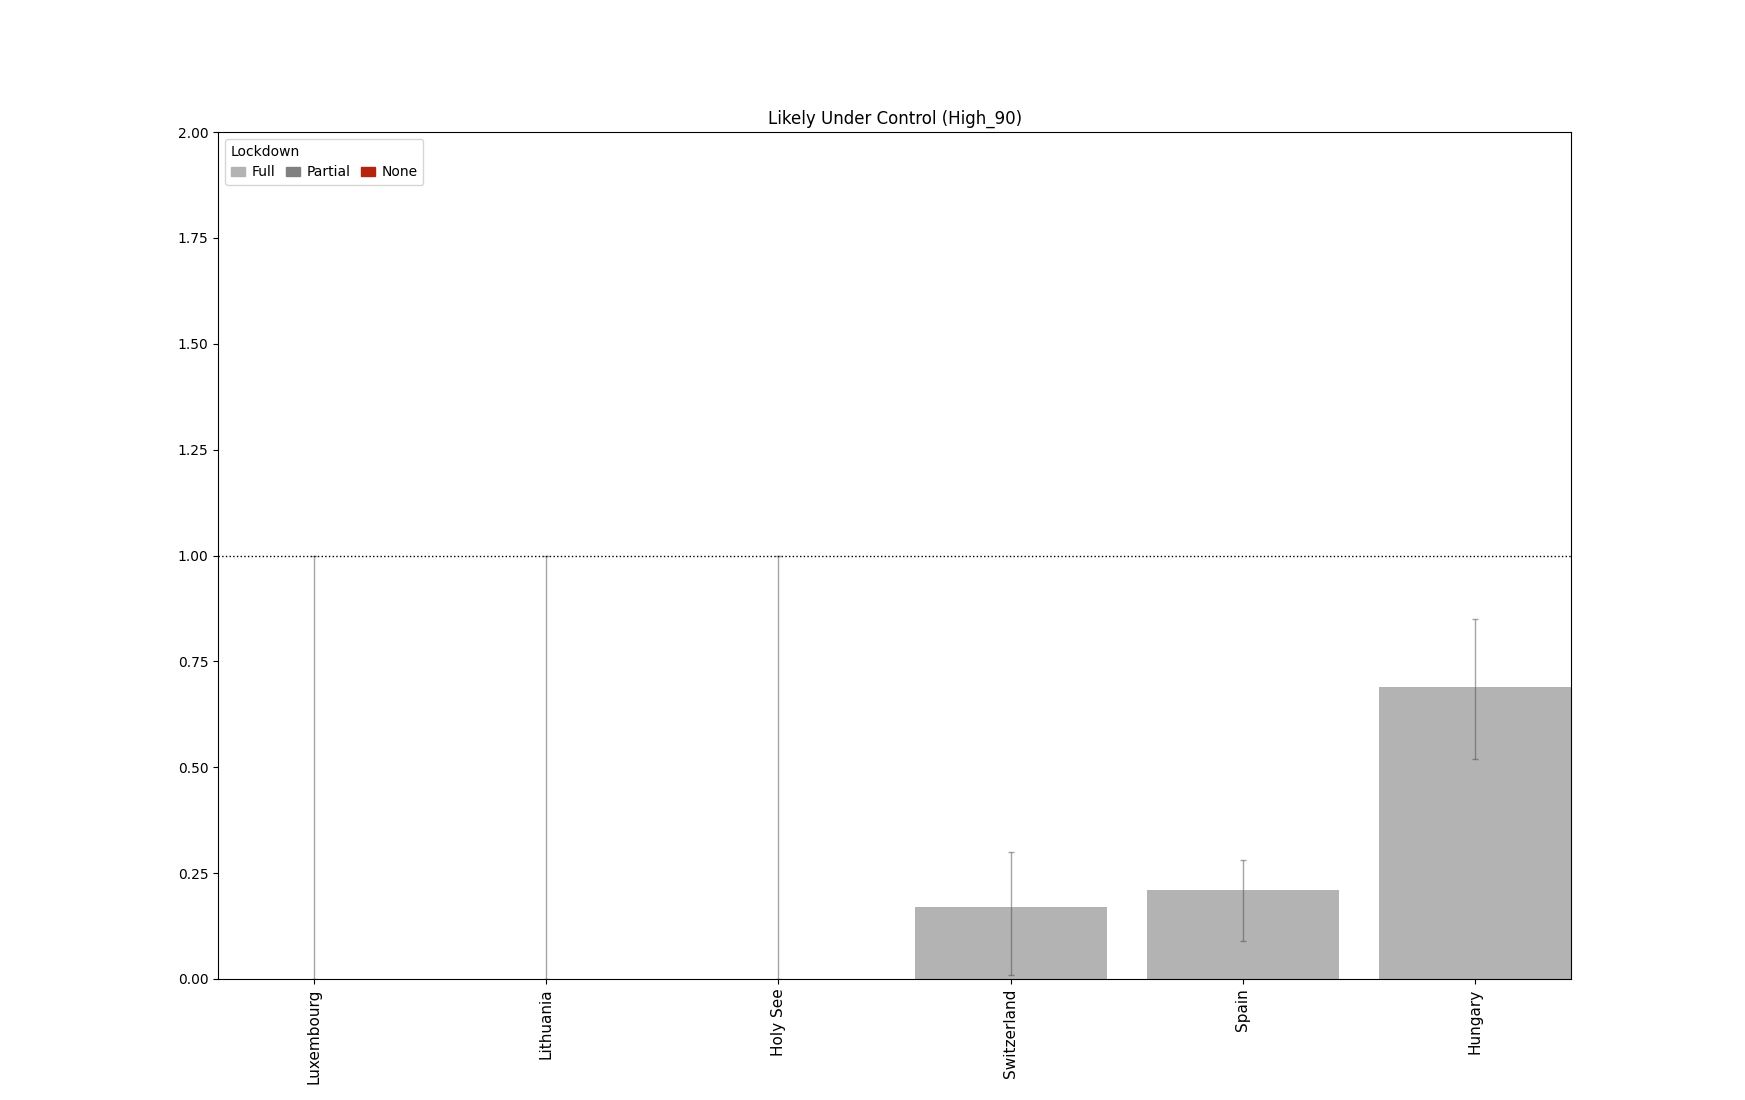 Likely Under Control (High_90)
Lockdown
Full Partial None
2.00
1.75
1.50
1.25
1.00
0.75
0.50
0.25
0.00
Luxembourg
Lithuania
Holy See
Switzerland
Spain
Hungary